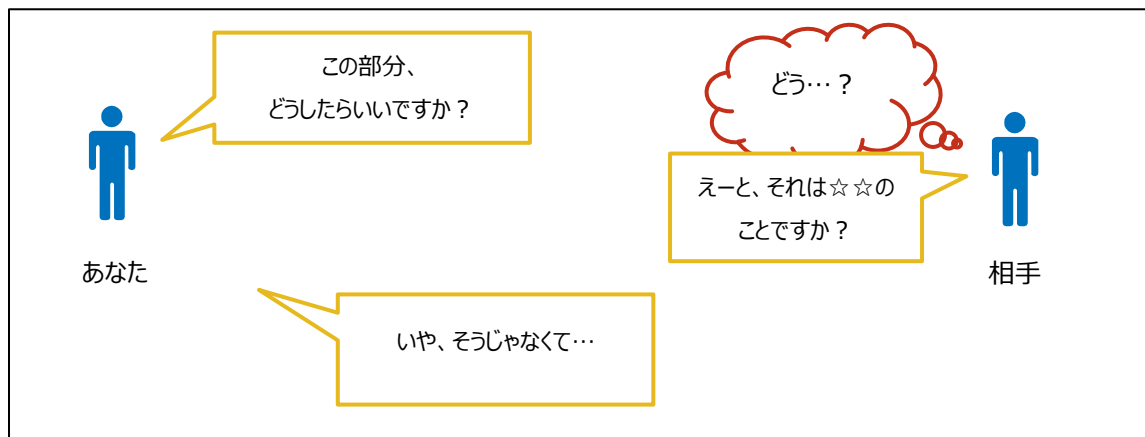 この部分、
どうしたらいいですか？
どう…？
えーと、それは☆☆の
ことですか？
あなた
相手
いや、そうじゃなくて…